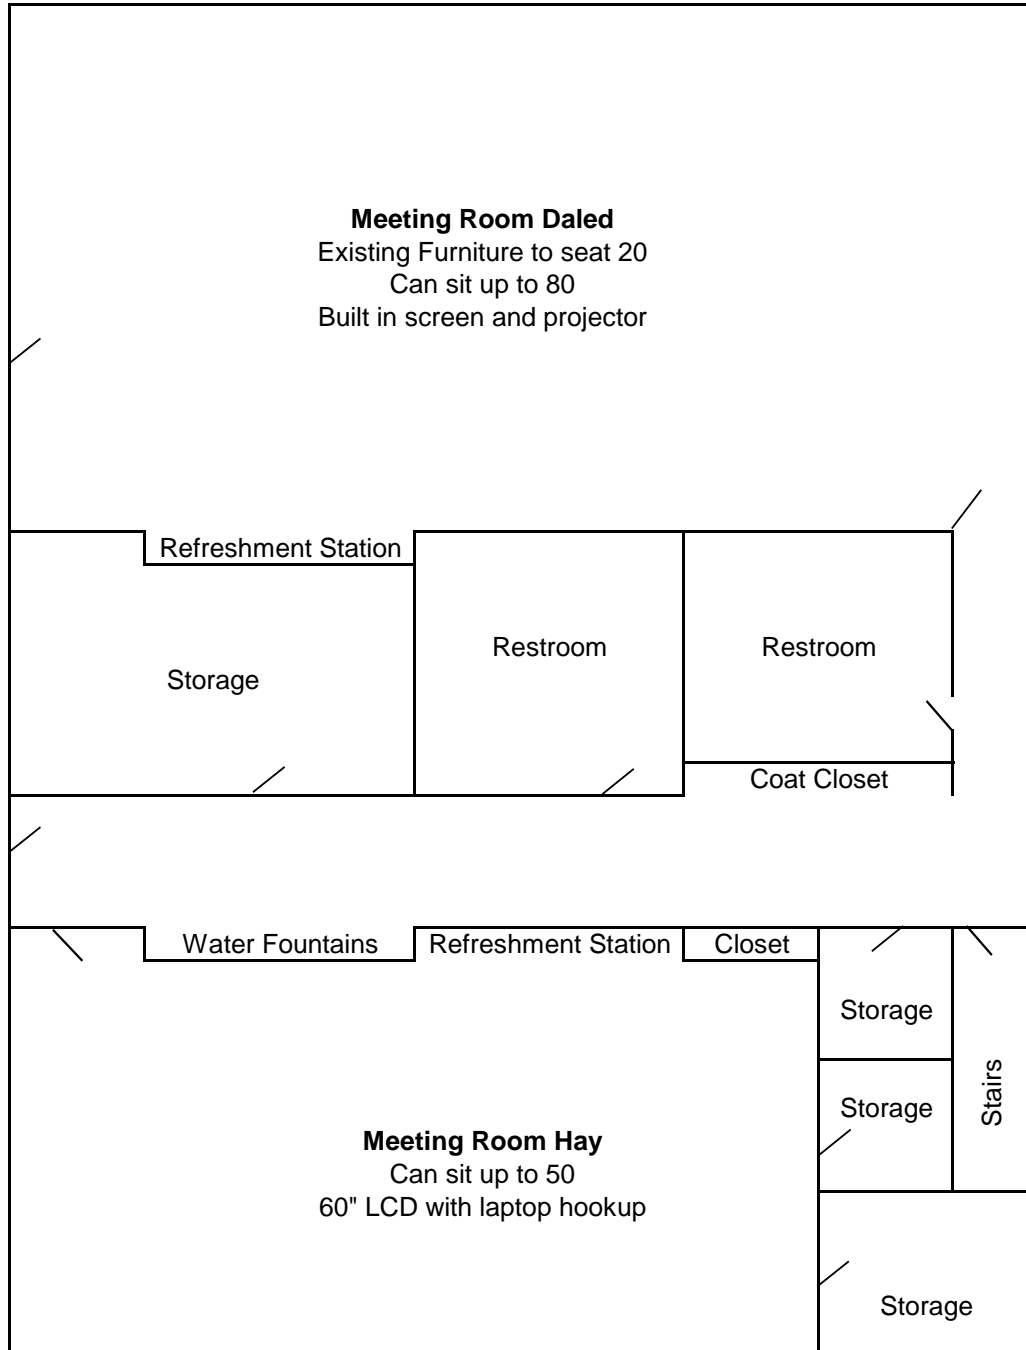 Meeting Room Daled
Existing Furniture to seat 20
Can sit up to 80
Built in screen and projector
Refreshment Station
Restroom
Restroom
Storage
Coat Closet
Water Fountains
Refreshment Station
Closet
Storage
Stairs
Storage
Meeting Room Hay
Can sit up to 50
60" LCD with laptop hookup
Storage